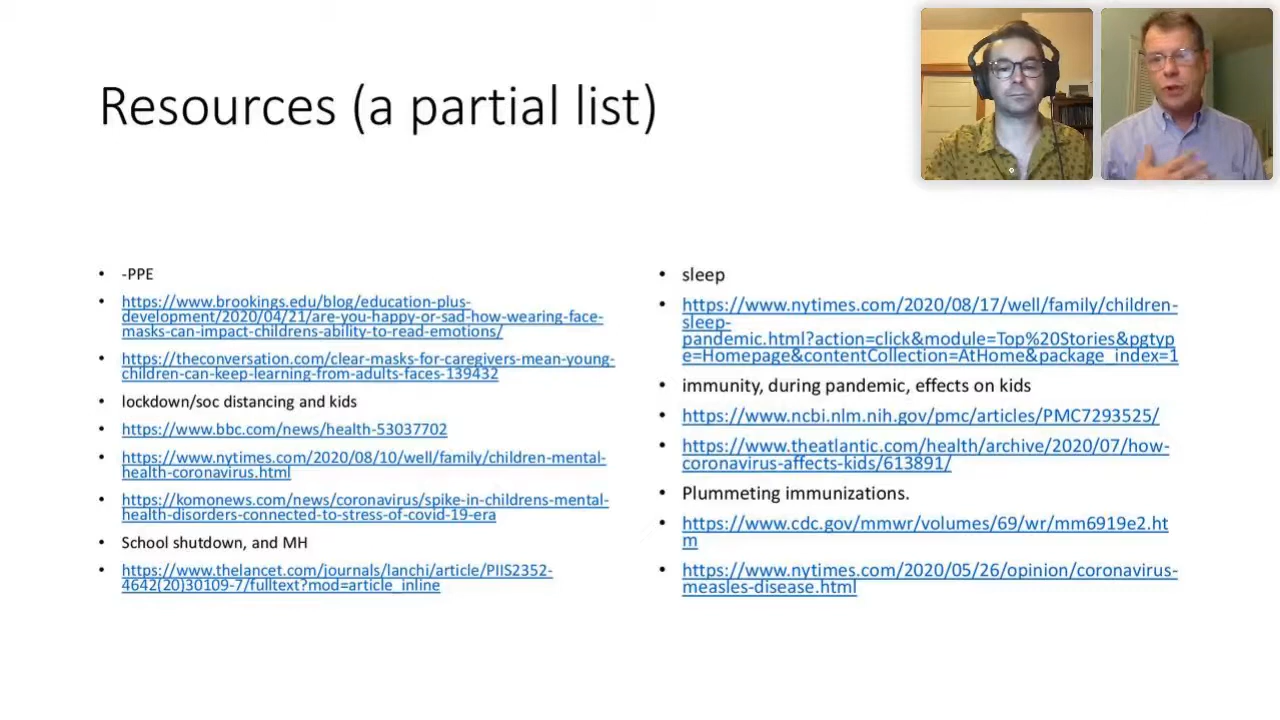 Resources (a partial list)
-PPE
https://www.brookings.edu/blog/education-plus-
development/2020/04/21/are-you-happy-or-sad-how-wearing-face-
masks-can-impact-childrens-ability-to-read-emotions/
https://theconversation.com/clear-masks-for-caregivers-mean-young-
children-can-keep-learning-from-adults-faces-139432
lockdown/soc distancing and kids
https://www.bbc.com/news/health-53037702
https://www.nytimes.com/2020/08/10/well/family/children-mental-
health-coronavirus.html
https://komonews.com/news/coronavirus/spike-in-childrens-mental-
health-disorders-connected-to-stress-of-covid-19-era
School shutdown, and MH
https://www.thelancet.com/journals/lanchi/article/PIIS2352-
4642(20)30109-7/fulltext?mod=article_inline
sleep
https://www.nytimes.com/2020/08/17/well/family/children-
sleep-
pandemic.html?action=click&module=Top%20Stories&pgtyp
e=Homepage&contentCollection=AtHome&package_index=1
immunity, during pandemic, effects on kids
https://www.ncbi.nlm.nih.gov/pmc/articles/PMC7293525/
https://www.theatlantic.com/health/archive/2020/07/how-
coronavirus-affects-kids/613891/
Plummeting immunizations.
https://www.cdc.gov/mmwr/volumes/69/wr/mm6919e2.ht
m
https://www.nytimes.com/2020/05/26/opinion/coronavirus-
measles-disease.html